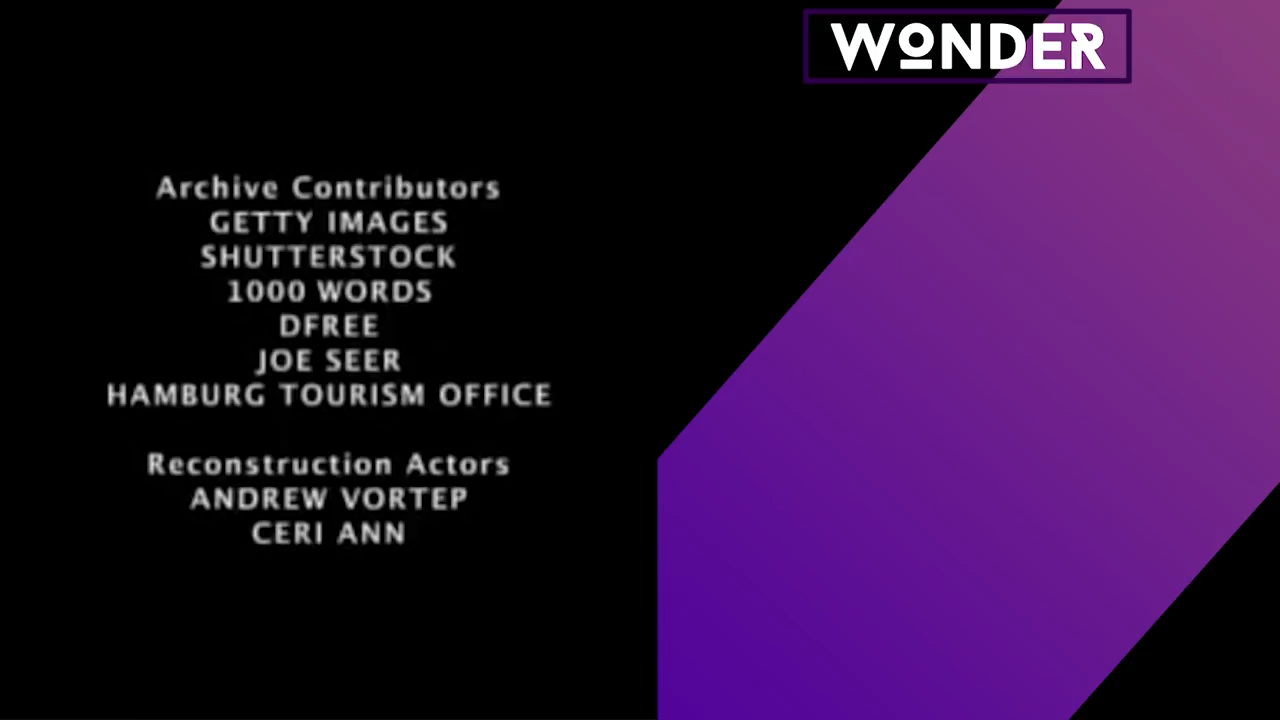 WONDER
Archive Contributors
GETTY IMAGES
SHUTTERSTOCK
1000 WORDS
DFREE
JOE SEER
HAMBURG TOURISM OFFICE
Reconstruction Actors
ANDREW VORTEP
CERI ANN